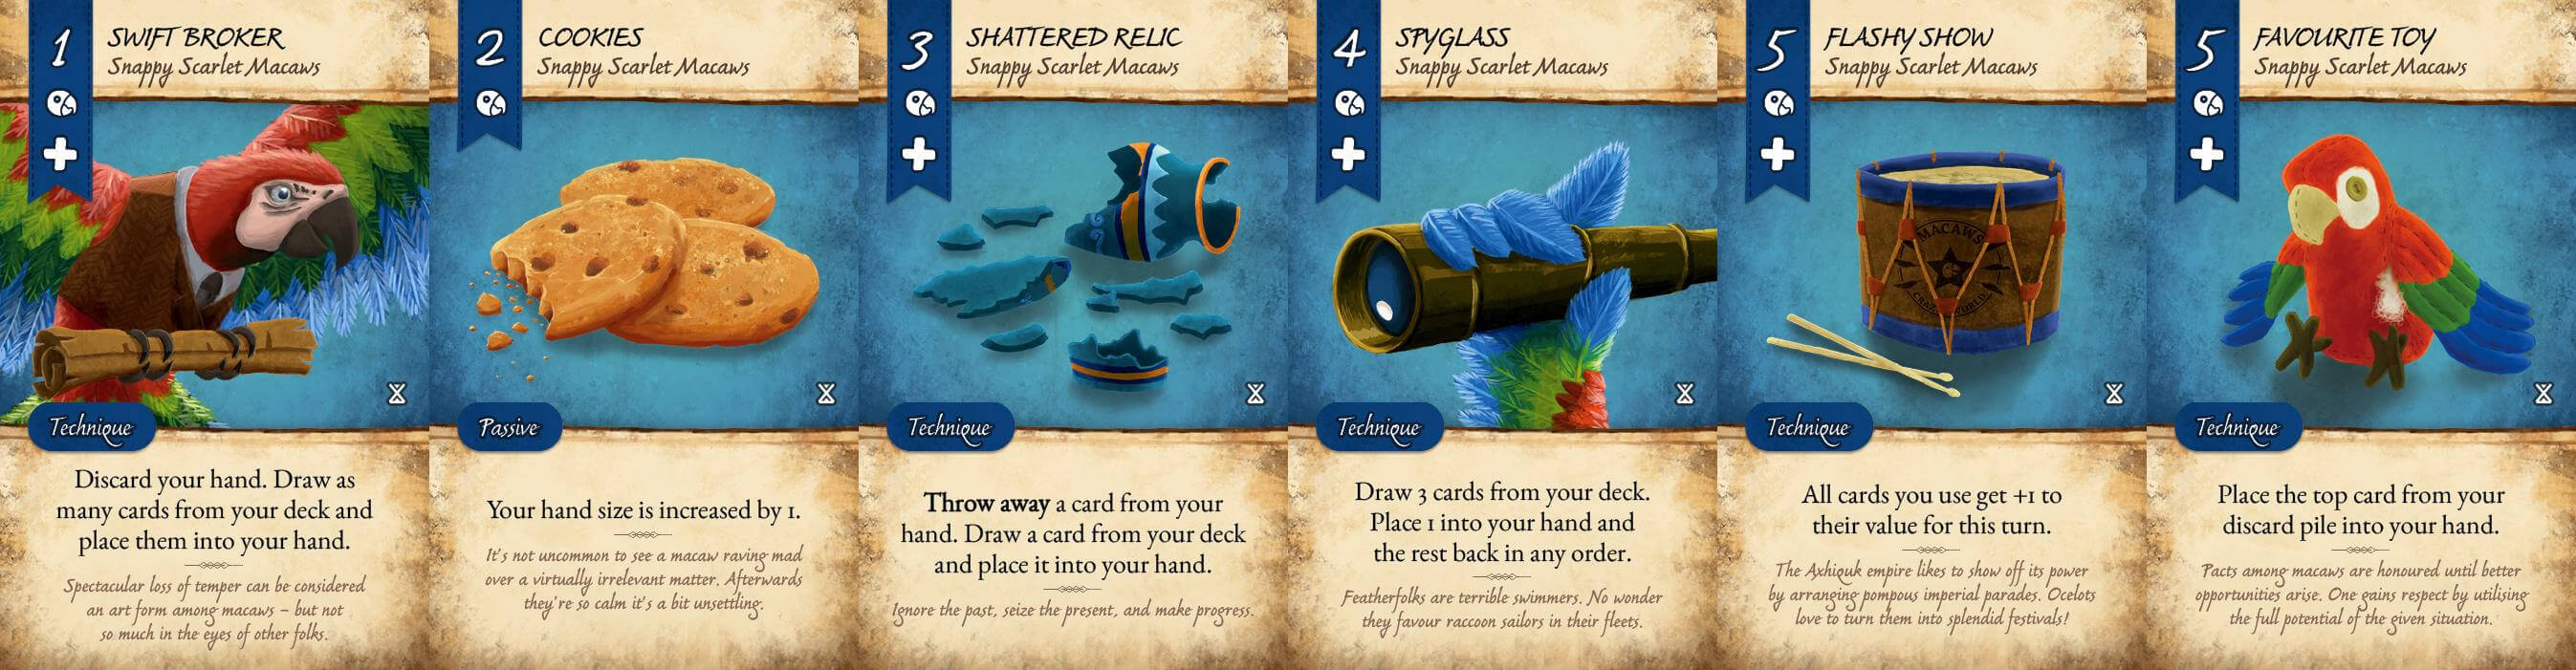 1
SWIFT BROKER
Snappy Scarlet Macaws
Technique
Discard your hand. Draw as
many cards from your deck and
place them into your hand.
Spectacular loss of temper can be considered
an art form among macaws – but not
so much in the eyes of other folks.
2
COOKIES
Snappy Scarlet Macaws
Passive
Your hand size is increased by 1.
It's not uncommon to see a macaw raving mad
over a virtually irrelevant matter. Afterwards
they're so calm it's a bit unsettling.
3
SHATTERED RELIC
Snappy Scarlet Macaws
Technique
Throw away a card from your
hand. Draw a card from your deck
and place it into your hand.
Ignore the past, seize the present, and make progress.
4
SPYGLASS
Snappy Scarlet Macaws
Technique
Draw 3 cards from your deck.
Place 1 into your hand and
the rest back in any order.
Featherfolks are terrible swimmers. No wonder
they favour raccoon sailors in their fleets.
5
FLASHY SHOW
Snappy Scarlet Macaws
MACAWS
CRAZY WORLD
Technique
All cards you use get +1 to
their value for this turn.
The Axhiquk empire likes to show off its power
by arranging pompous imperial parades. Ocelots
love to turn them into splendid festivals!
5
FAVOURITE TOY
Snappy Scarlet Macaws
Technique
Place the top card from your
discard pile into your hand.
Pacts among macaws are honoured until better
opportunities arise. One gains respect by utilising
the full potential of the given situation.